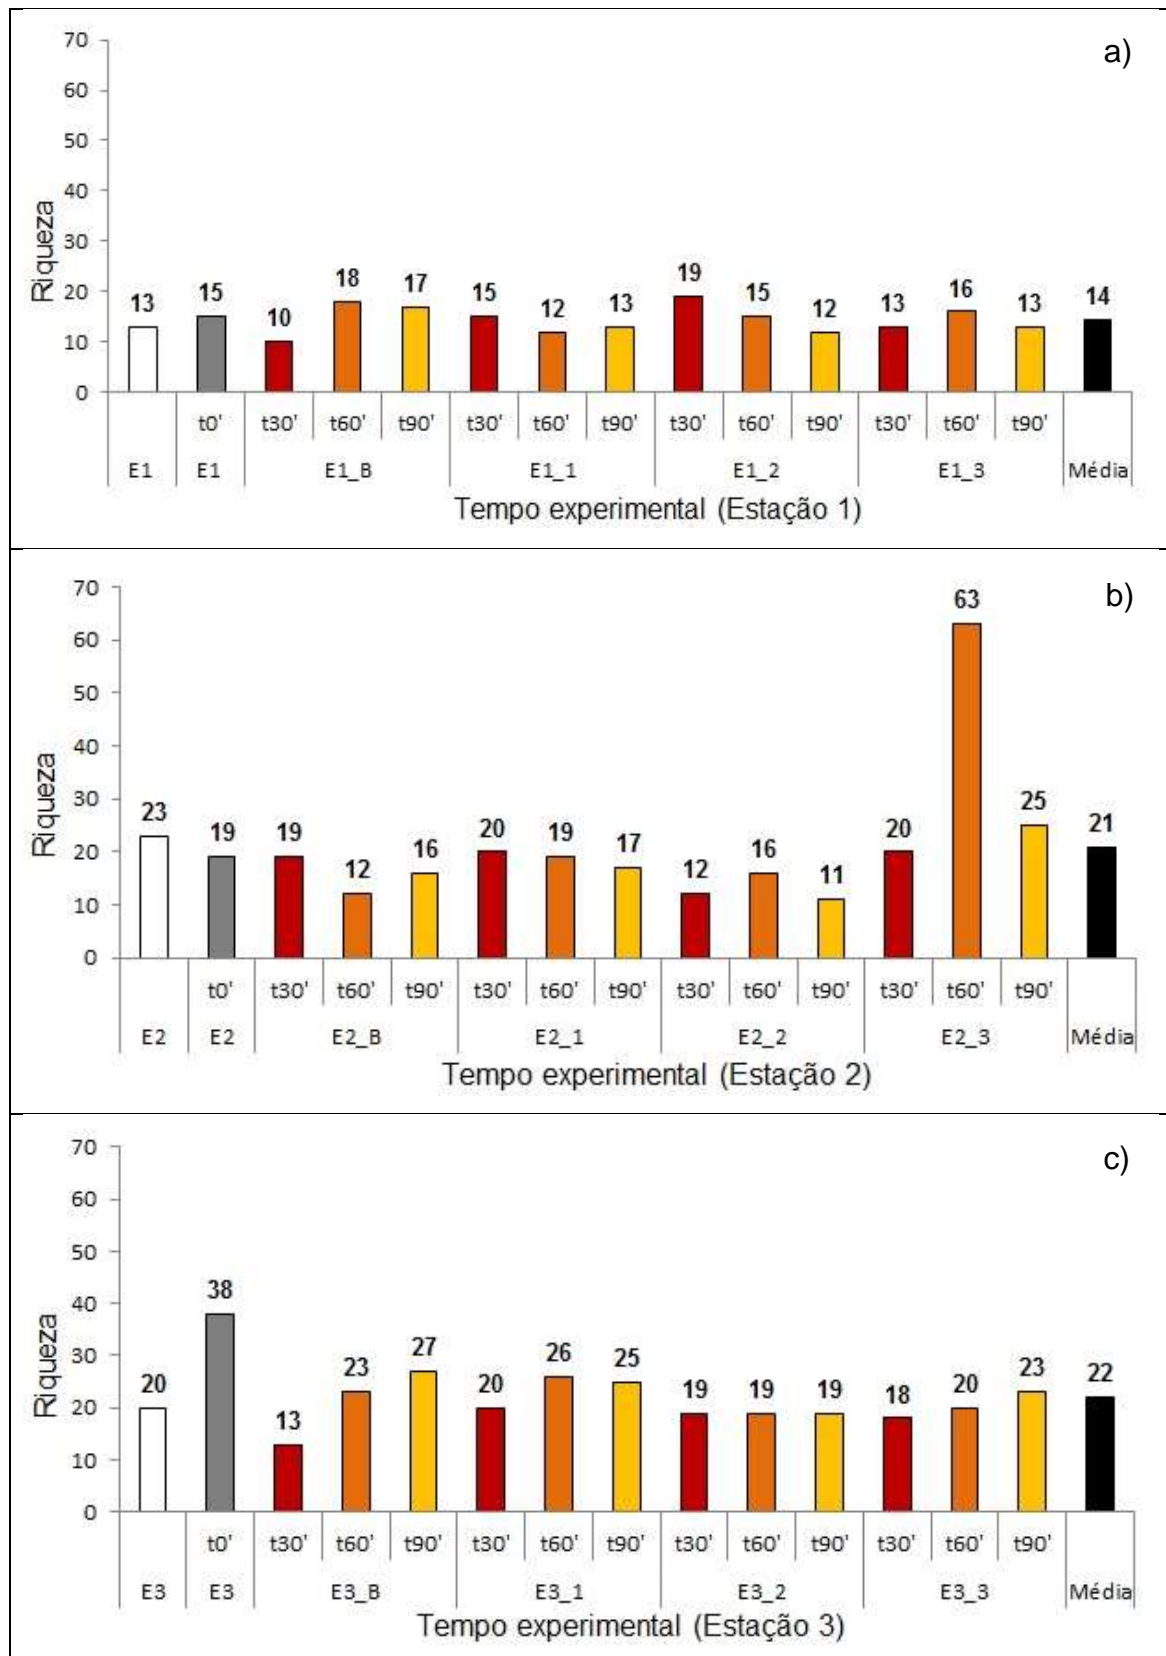 a)
70
60
50
40
30
20
10
0
Riqueza
13 15 10 18 17 15 12 13 19 15 12 13 16 13 14
t0' t30' t60' t90' t30' t60' t90' t30' t60' t90' t30' t60' t90'
E1 E1 E1_B E1_1 E1_2 E1_3 Média
Tempo experimental (Estação 1)
b)
70
60
50
40
30
20
10
0
Riqueza
23 19 19 12 16 20 19 17 12 16 11 20 63 25 21
t0' t30' t60' t90' t30' t60' t90' t30' t60' t90' t30' t60' t90'
E2 E2 E2_B E2_1 E2_2 E2_3 Média
Tempo experimental (Estação 2)
c)
70
60
50
40
30
20
10
0
Riqueza
20 38 13 23 27 20 26 25 19 19 19 18 20 23 22
t0' t30' t60' t90' t30' t60' t90' t30' t60' t90' t30' t60' t90'
E3 E3 E3_B E3_1 E3_2 E3_3 Média
Tempo experimental (Estação 3)